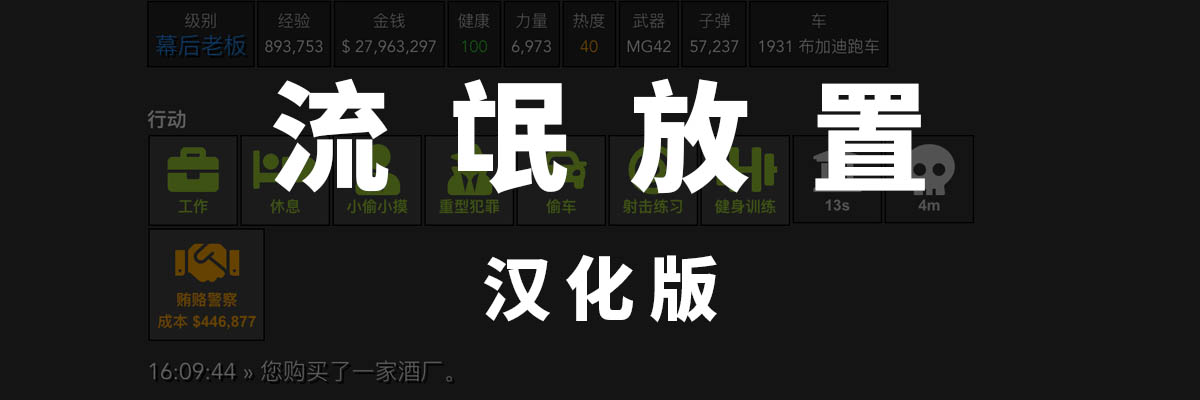 级别 经验 金钱 健康 力量 热度 武器 子弹 车
幕后老板 893,753 $ 27,963,297 100 6,973 40 MG42 57,237 1931 布加迪跑车
流氓放置
行动
工作 休息 小偷小摸 重型犯罪 偷车 射击练习 健身训练 13s 4m
汉化版
贿赂警察
成本 $446,877
16:09:44 » 您购买了一家酒厂。